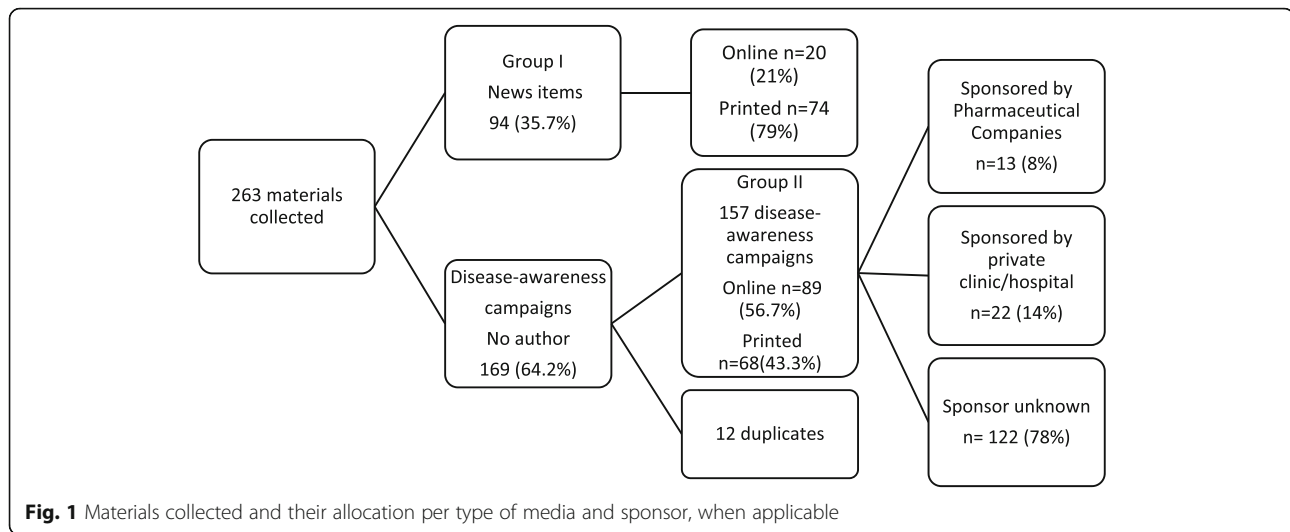 263 materials
collected
Group I
News items
94 (35.7%)
Online n=20
(21%)
Printed n=74
(79%)
Disease-awareness
campaigns
No author
169 (64.2%)
Group II
157 disease-
awareness
campaigns
Online n=89
(56.7%)
Printed
n=68(43.3%)
12 duplicates
Sponsored by
Pharmaceutical
Companies
n=13 (8%)
Sponsored by
private
clinic/hospital
n=22 (14%)
Sponsor unknown
n= 122 (78%)
Fig. 1 Materials collected and their allocation per type of media and sponsor, when applicable